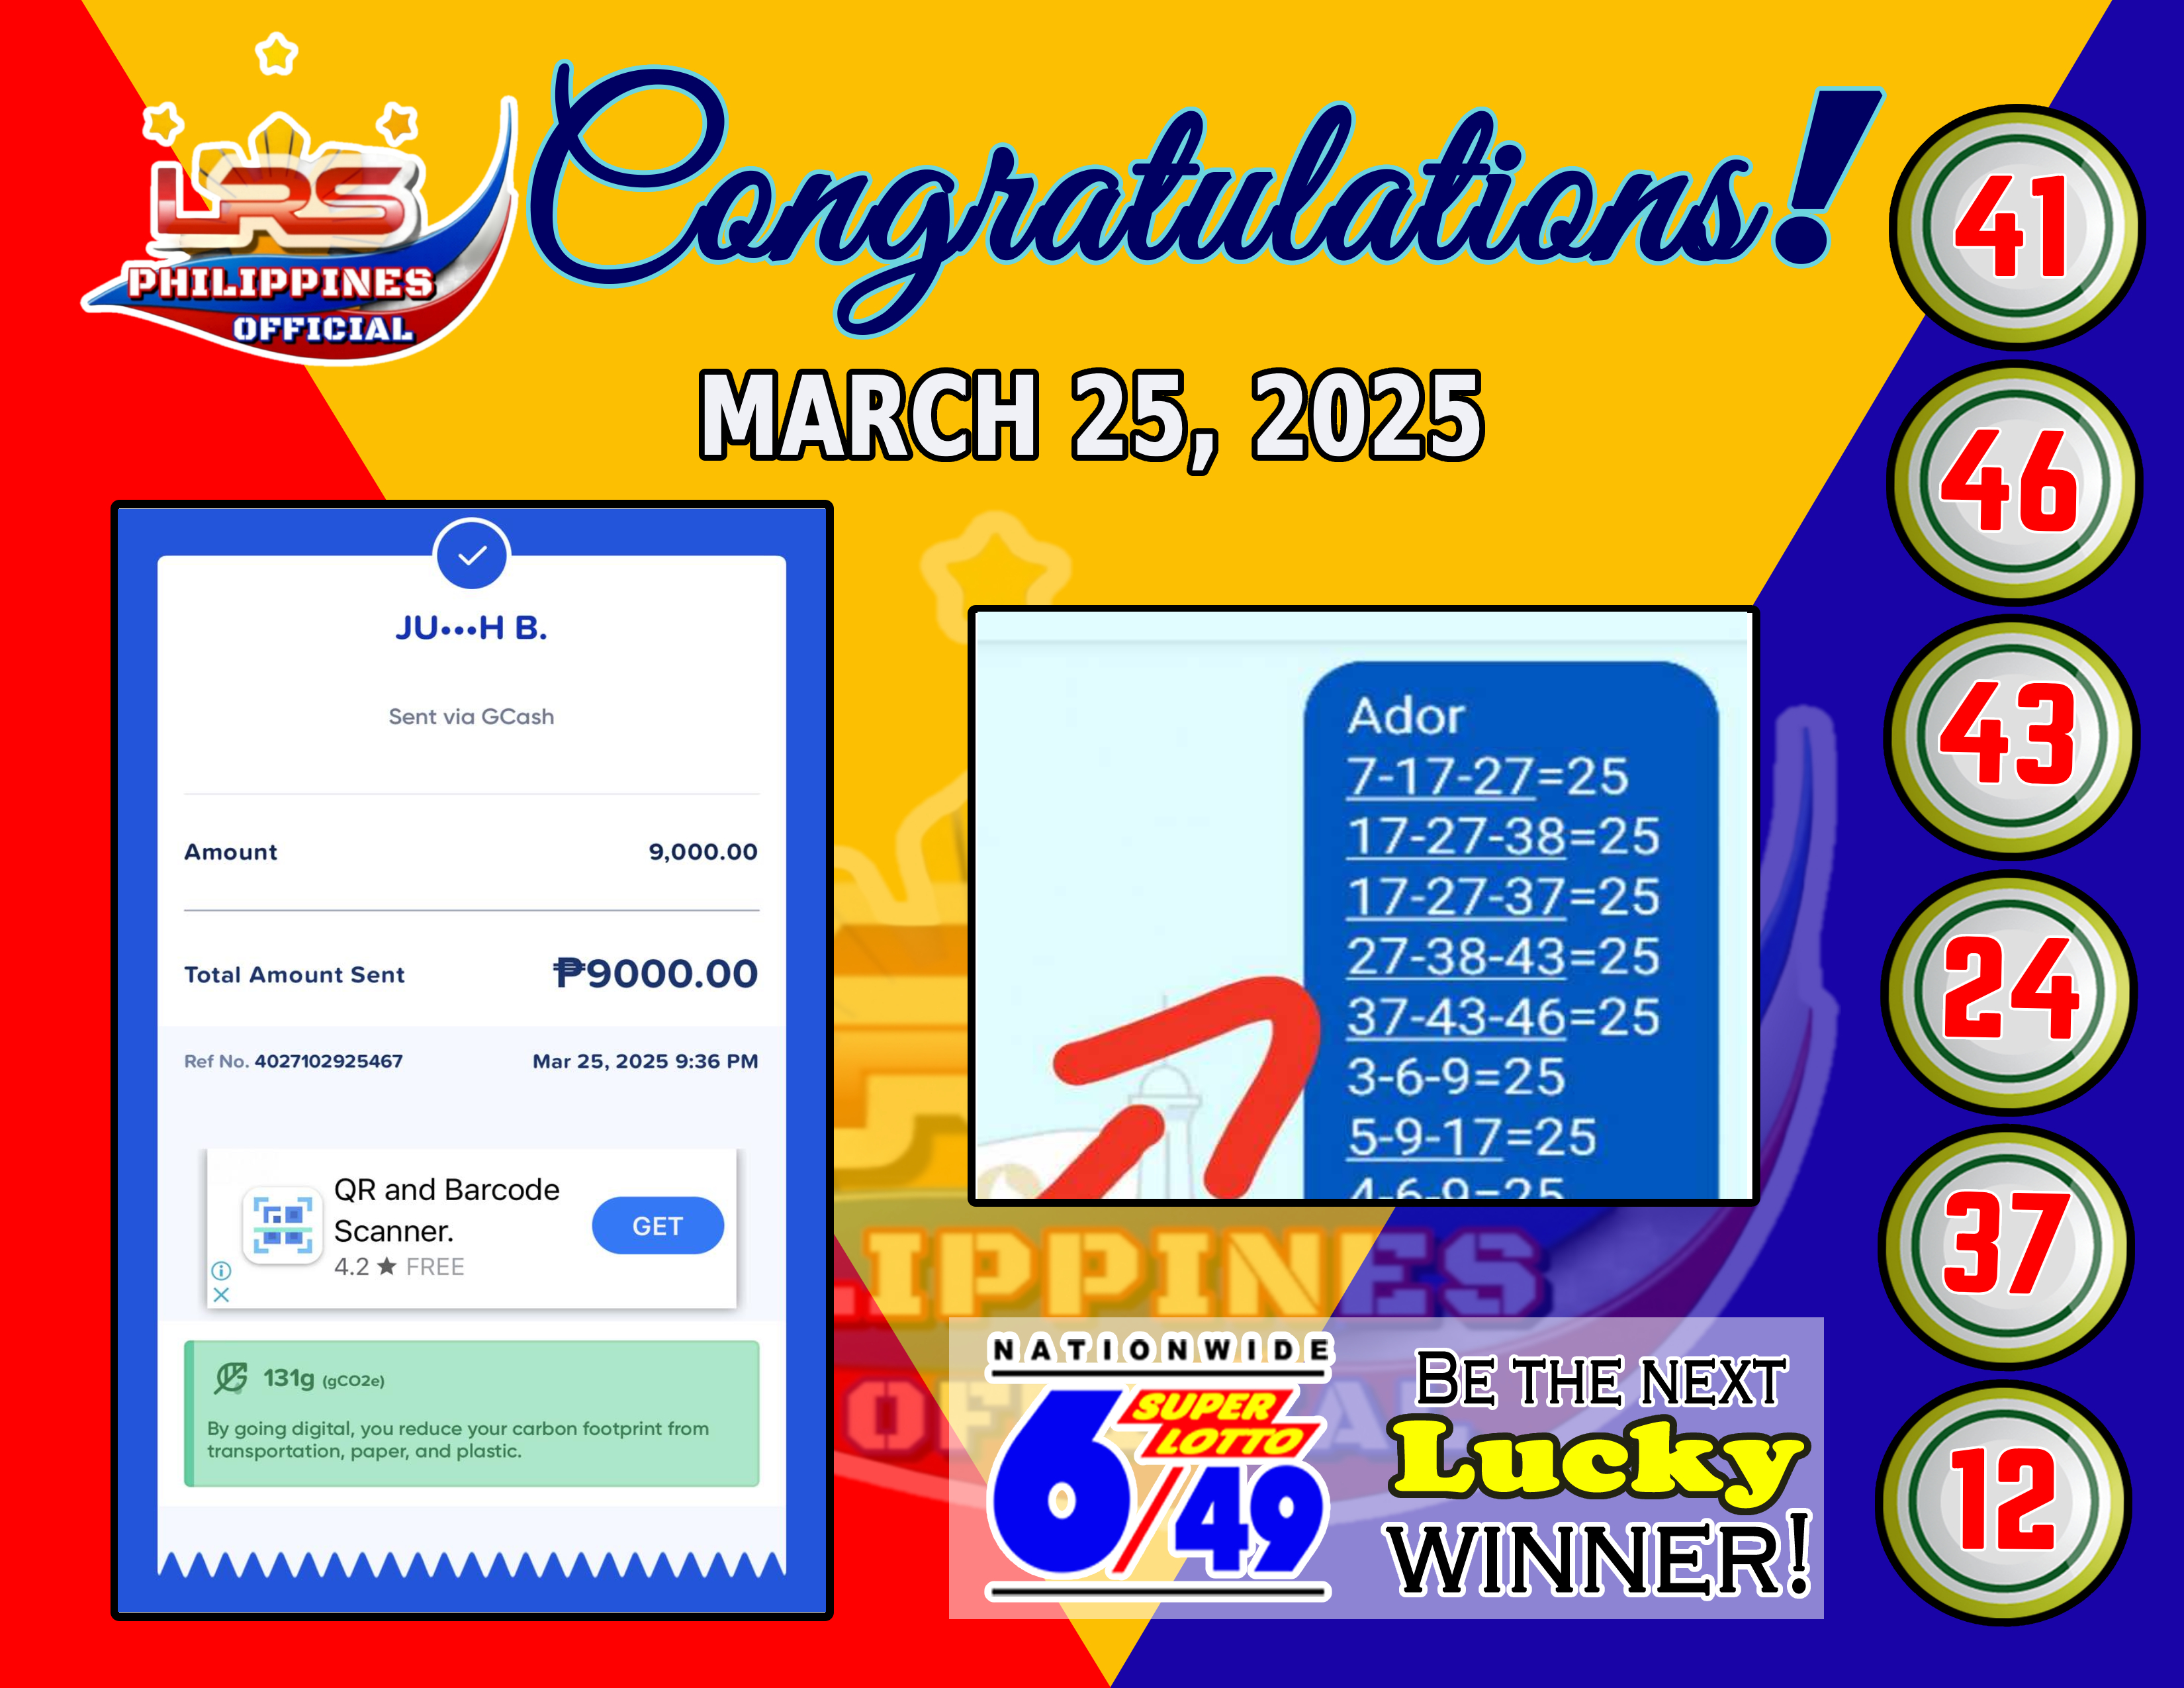 LRS
PHILIPPINES
OFFICIAL
Congratulations!
MARCH 25, 2025
JU•••H B.
Sent via GCash
Amount 9,000.00
Total Amount Sent ₱9000.00
Ref No. 4027102925467 Mar 25, 2025 9:36 PM
QR and Barcode
Scanner.
4.2 ★ FREE
GET
131g (gCO2e)
By going digital, you reduce your carbon footprint from
transportation, paper, and plastic.
Ador
7-17-27=25
17-27-38=25
17-27-37=25
27-38-43=25
37-43-46=25
3-6-9=25
5-9-17=25
4-6-9=25
IPPINES
NATIONWIDE
SUPER
LOTTO
6/49
BE THE NEXT
Lucky
WINNER!
41
46
43
24
37
12